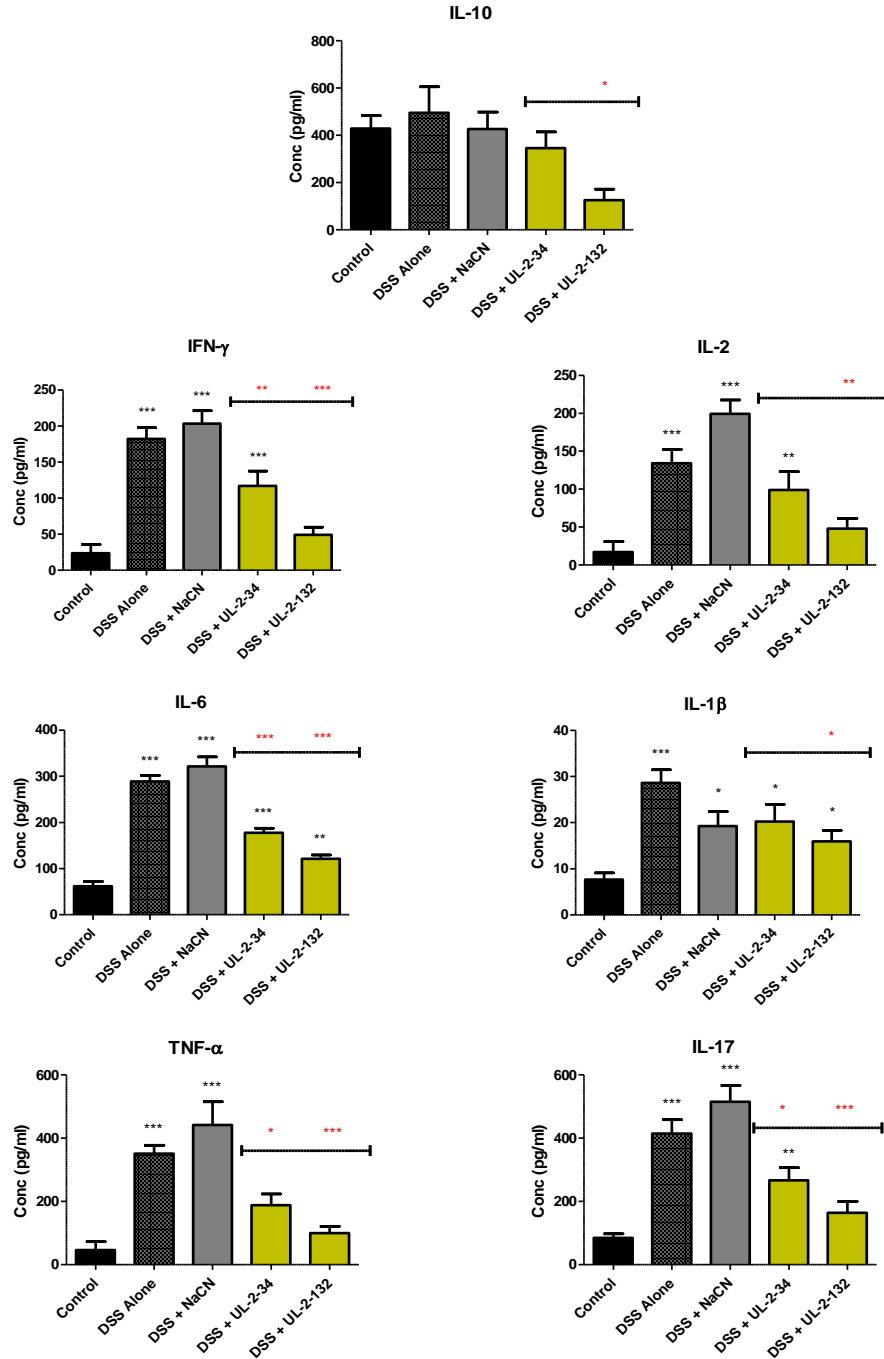 IL-10
800
600
400
200
0
Conc (pg/ml)
*
Control
DSS Alone
DSS + NaCN
DSS + UL-2-34
DSS + UL-2-132
IFN-γ
250
200
150
100
50
0
Conc (pg/ml)
*** *** ** ***
***
Control
DSS Alone
DSS + NaCN
DSS + UL-2-34
DSS + UL-2-132
IL-2
250
200
150
100
50
0
Conc (pg/ml)
*** **
***
**
Control
DSS Alone
DSS + NaCN
DSS + UL-2-34
DSS + UL-2-132
IL-6
400
300
200
100
0
Conc (pg/ml)
*** *** *** ***
***
**
Control
DSS Alone
DSS + NaCN
DSS + UL-2-34
DSS + UL-2-132
IL-1β
40
30
20
10
0
Conc (pg/ml)
*
***
* *
*
Control
DSS Alone
DSS + NaCN
DSS + UL-2-34
DSS + UL-2-132
TNF-α
600
400
200
0
Conc (pg/ml)
***
*** * ***
Control
DSS Alone
DSS + NaCN
DSS + UL-2-34
DSS + UL-2-132
IL-17
600
400
200
0
Conc (pg/ml)
***
*** * ***
**
Control
DSS Alone
DSS + NaCN
DSS + UL-2-34
DSS + UL-2-132